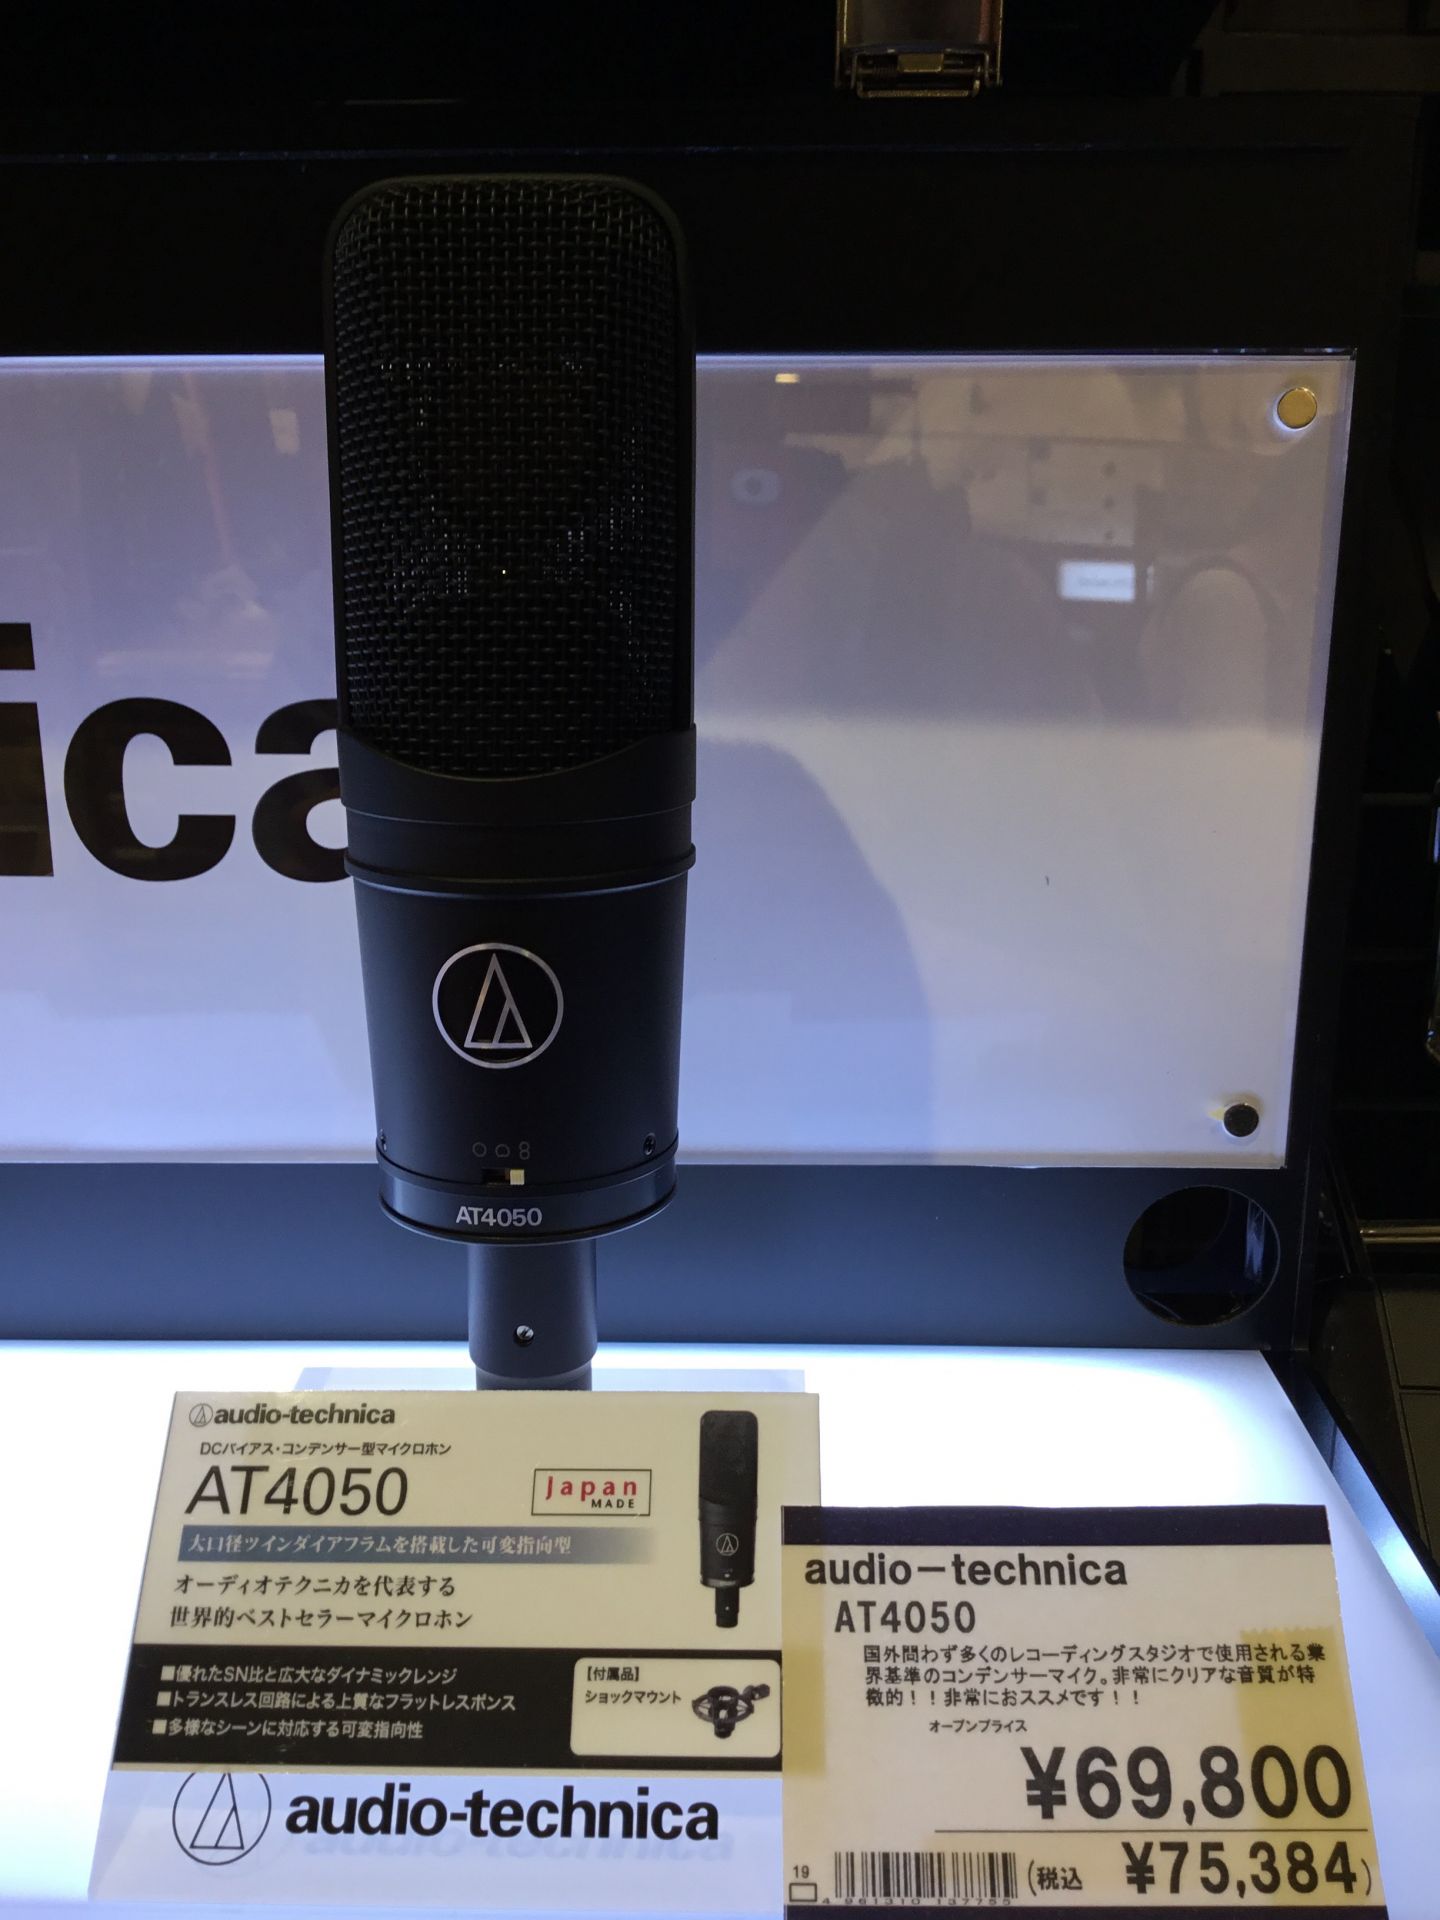 ica
AT4050
audio-technica
DCバイアス・コンデンサー型マイクロホン
AT4050
Japan
MADE
大口径ツインダイアフラムを搭載した可変指向型
オーディオテクニカを代表する
世界的ベストセラーマイクロホン
■優れたSN比と広大なダイナミックレンジ
■トランスレス回路による上質なフラットレスポンス
■多様なシーンに対応する可変指向性
【付属品】
ショックマウント
audio-technica
audio-technica
AT4050
国外問わず多くのレコーディングスタジオで使用される業
界基準のコンデンサーマイク。非常にクリアな音質が特
徴的！！非常におススメです！！
オープンプライス
¥69,800
(税込 ¥75,384)
19
4 961310 137755